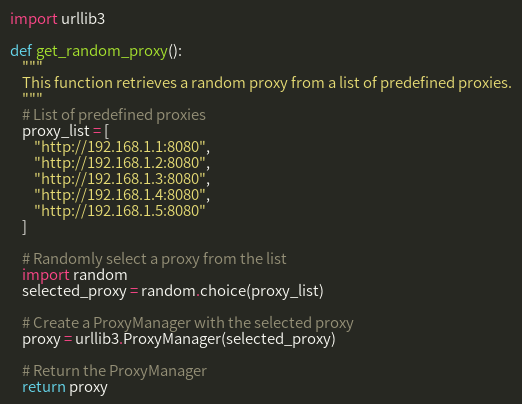 import urllib3

def get_random_proxy():
    """
    This function retrieves a random proxy from a list of predefined proxies.
    """
    # List of predefined proxies
    proxy_list = [
        "http://192.168.1.1:8080",
        "http://192.168.1.2:8080",
        "http://192.168.1.3:8080",
        "http://192.168.1.4:8080",
        "http://192.168.1.5:8080"
    ]

    # Randomly select a proxy from the list
    import random
    selected_proxy = random.choice(proxy_list)

    # Create a ProxyManager with the selected proxy
    proxy = urllib3.ProxyManager(selected_proxy)

    # Return the ProxyManager
    return proxy